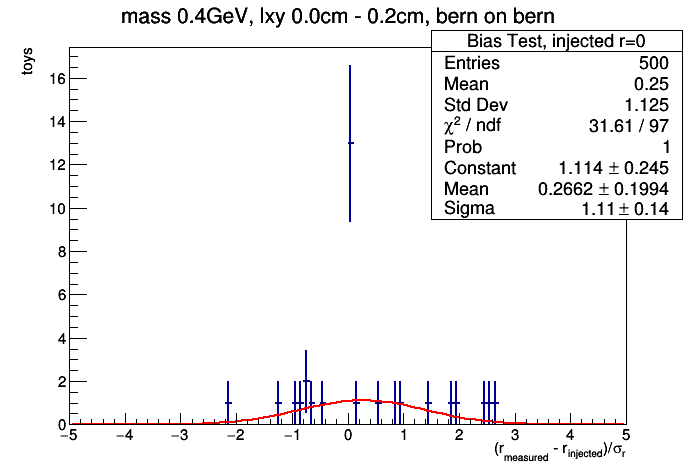 mass 0.4GeV, lxy 0.0cm - 0.2cm, bern on bern
Bias Test, injected r=0
Entries 500
Mean 0.25
Std Dev 1.125
χ² / ndf 31.61 / 97
Prob 1
Constant 1.114 ± 0.245
Mean 0.2662 ± 0.1994
Sigma 1.11 ± 0.14
toys
16
14
12
10
8
6
4
2
0
−5 −4 −3 −2 −1 0 1 2 3 4 5
(r_measured - r_injected)/σ_r